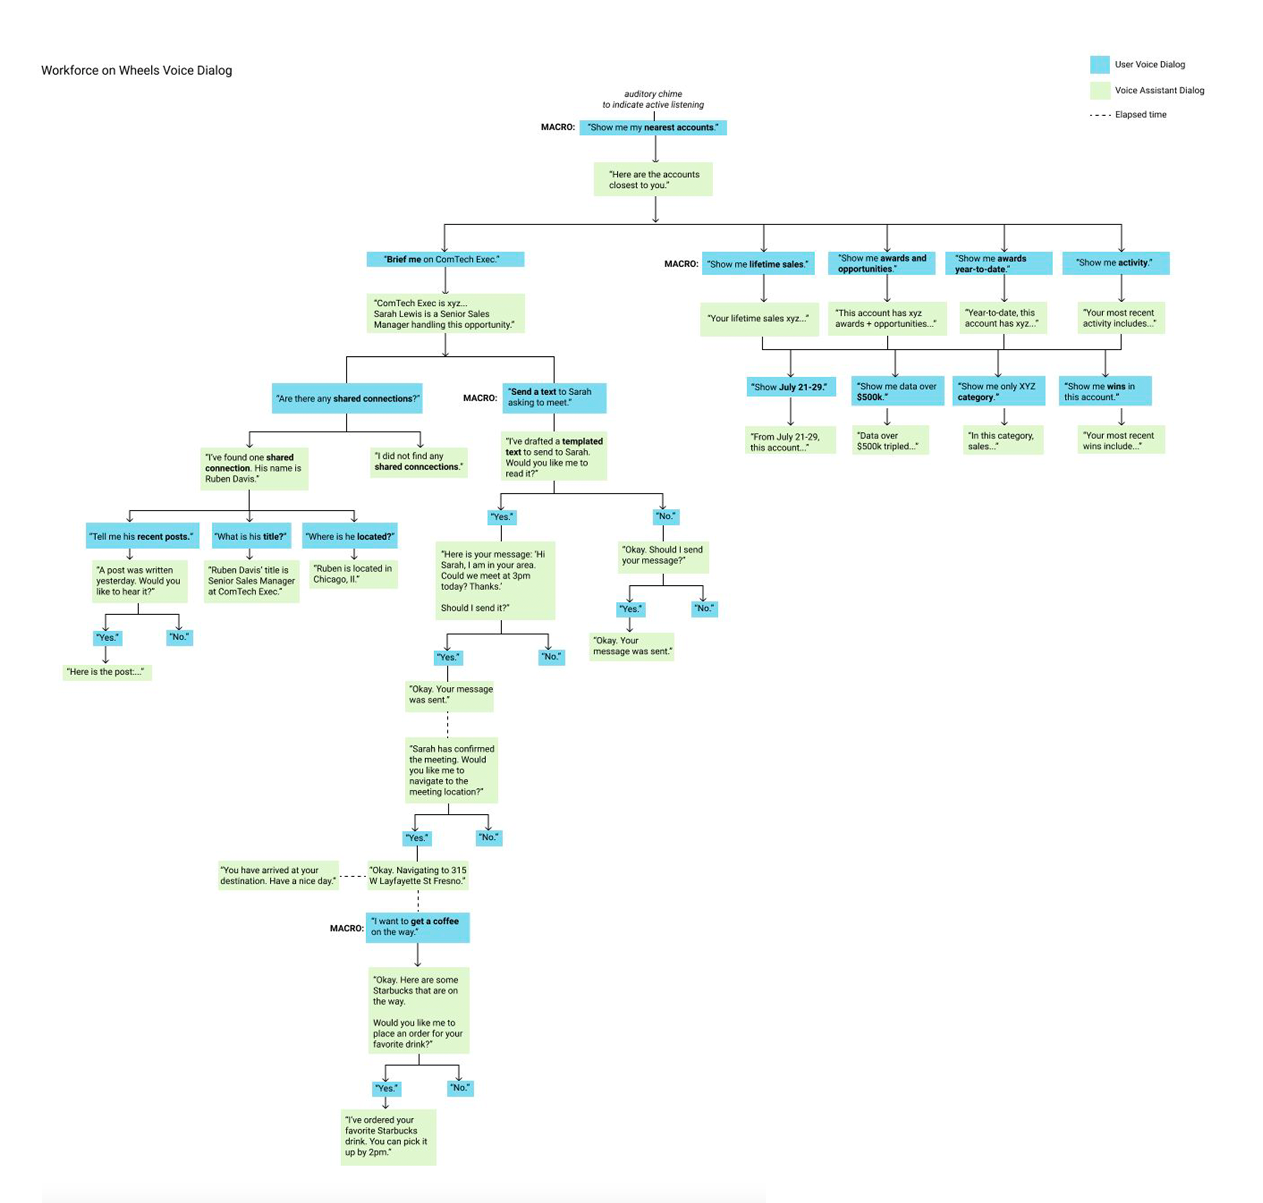 Workforce on Wheels Voice Dialog
User Voice Dialog
Voice Assistant Dialog
Elapsed time
auditory chime
to indicate active listening
MACRO:
“Show me my nearest accounts.”
“Here are the accounts
closest to you.”
“Brief me on ComTech Exec.”
MACRO:
“Show me lifetime sales.”
“Show me awards and
opportunities.”
“Show me awards
year-to-date.”
“Show me activity.”
“ComTech Exec is xyz...
Sarah Lewis is a Senior Sales
Manager handling this opportunity.”
“Your lifetime sales xyz...”
“This account has xyz
awards + opportunities...”
“Year-to-date, this
account has xyz...”
“Your most recent
activity includes...”
“Show July 21-29.”
“Show me data over
$500k.”
“Show me only XYZ
category.”
“Show me wins in
this account.”
“From July 21-29,
this account...”
“Data over
$500k tripled...”
“In this category,
sales...”
“Your most recent
wins include...”
“Are there any shared connections?”
MACRO:
“Send a text to Sarah
asking to meet.”
“I’ve found one shared
connection. His name is
Ruben Davis.”
“I did not find any
shared conncections.”
“I’ve drafted a templated
text to send to Sarah.
Would you like me to
read it?”
“Tell me his recent posts.”
“What is his title?”
“Where is he located?”
“Yes.”
“No.”
“A post was written
yesterday. Would you
like to hear it?”
“Ruben Davis’ title is
Senior Sales Manager
at ComTech Exec.”
“Ruben is located in
Chicago, Il.”
“Here is your message: ‘Hi
Sarah, I am in your area.
Could we meet at 3pm
today? Thanks.’
Should I send it?”
“Okay. Should I send
your message?”
“Yes.”
“No.”
“Yes.”
“No.”
“Here is the post:...”
“Okay. Your
message was sent.”
“Yes.”
“No.”
“Okay. Your message
was sent.”
“Sarah has confirmed
the meeting. Would
you like me to
navigate to the
meeting location?”
“Yes.”
“No.”
“You have arrived at your
destination. Have a nice day.”
“Okay. Navigating to 315
W Layfayette St Fresno.”
MACRO:
“I want to get a coffee
on the way.”
“Okay. Here are some
Starbucks that are on
the way.
Would you like me to
place an order for your
favorite drink?”
“Yes.”
“No.”
“I’ve ordered your
favorite Starbucks
drink. You can pick it
up by 2pm.”